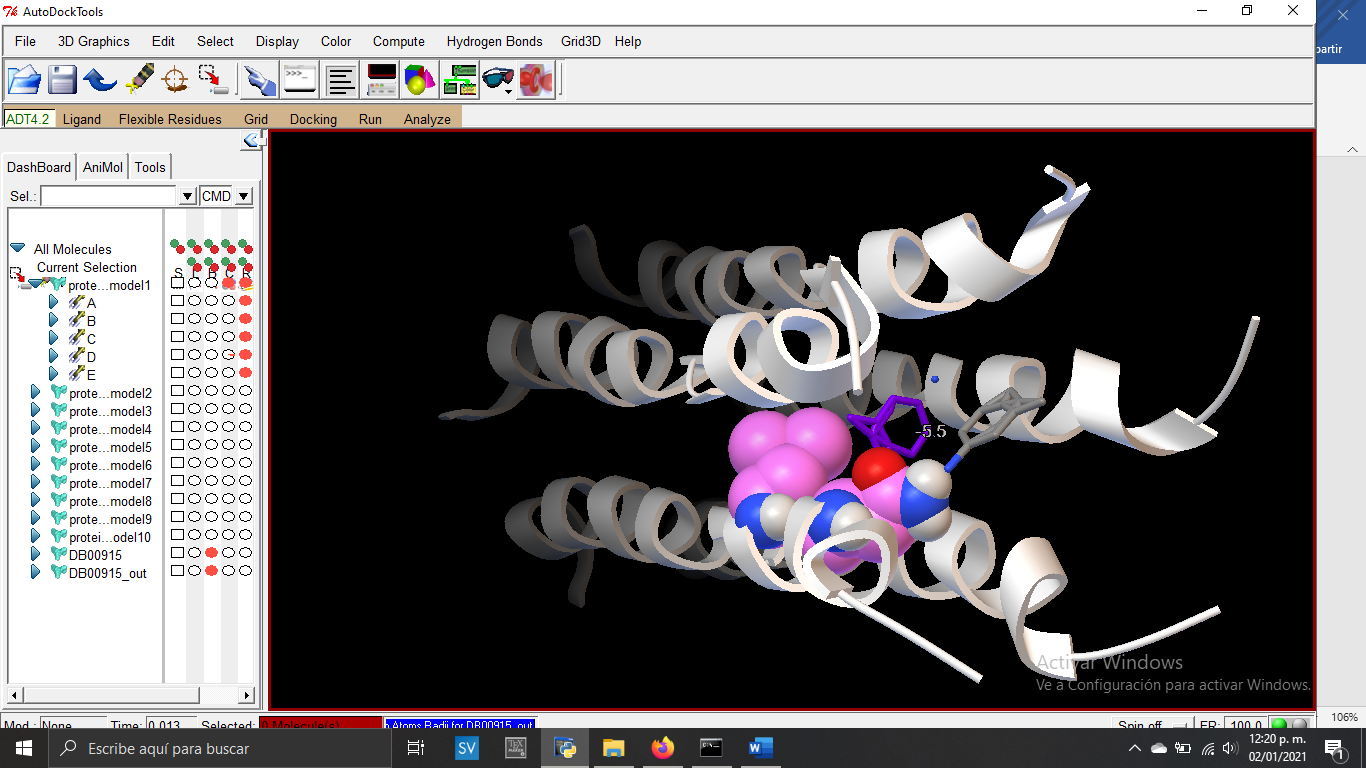 AutoDockTools
partir
File 3D Graphics Edit Select Display Color Compute Hydrogen Bonds Grid3D Help
>>>
ADT4.2 Ligand Flexible Residues Grid Docking Run Analyze
DashBoard AniMol Tools
Sel.: CMD
All Molecules
Current Selection
S L B C R
prote...model1
A
B
C
D
E
prote...model2
prote...model3
prote...model4
prote...model5
prote...model6
prote...model7
prote...model8
prote...model9
protei...odel10
DB00915
DB00915_out
-5.5
Activar Windows
Ve a Configuración para activar Windows.
Mod.: None Time: 0.013 Selected: 0 Molecule(s) Atoms Radii for DB00915_out Spin off FR: 100.0
106%
Escribe aquí para buscar
SV
TEX MAKER
12:20 p. m.
02/01/2021
1